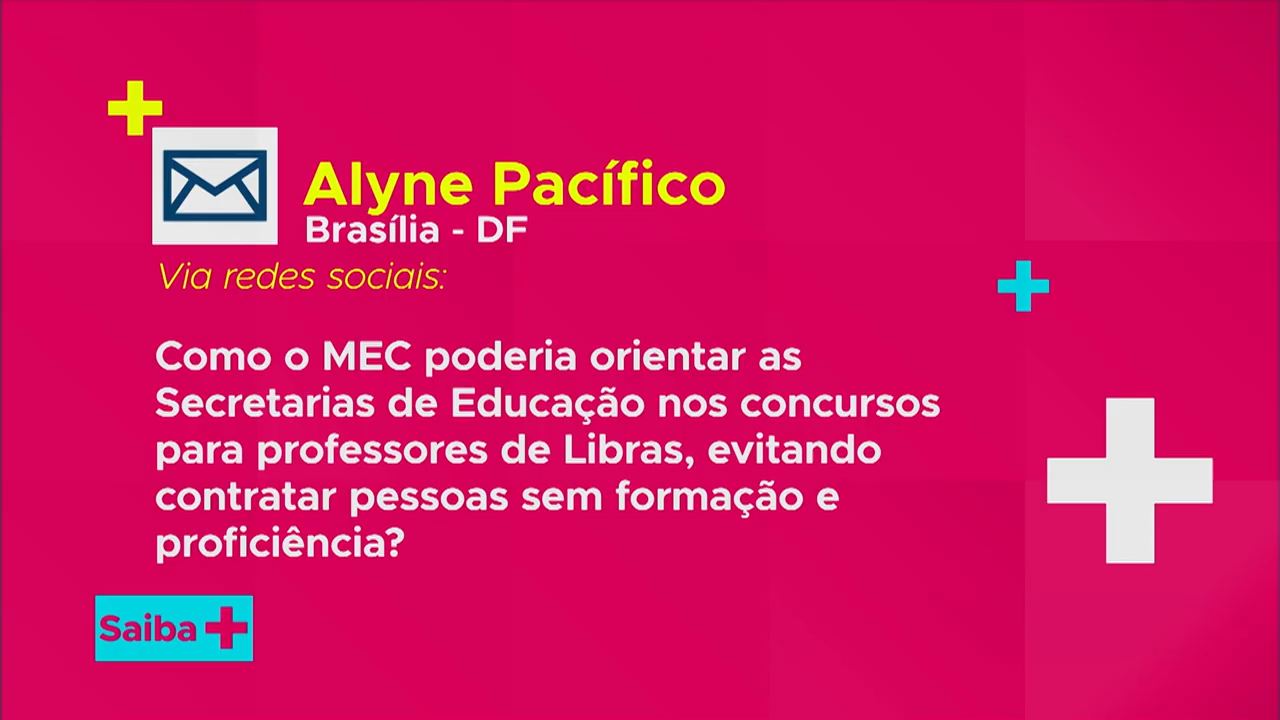 Alyne Pacífico
Brasília - DF
Via redes sociais:
Como o MEC poderia orientar as
Secretarias de Educação nos concursos
para professores de Libras, evitando
contratar pessoas sem formação e
proficiência?
Saiba+